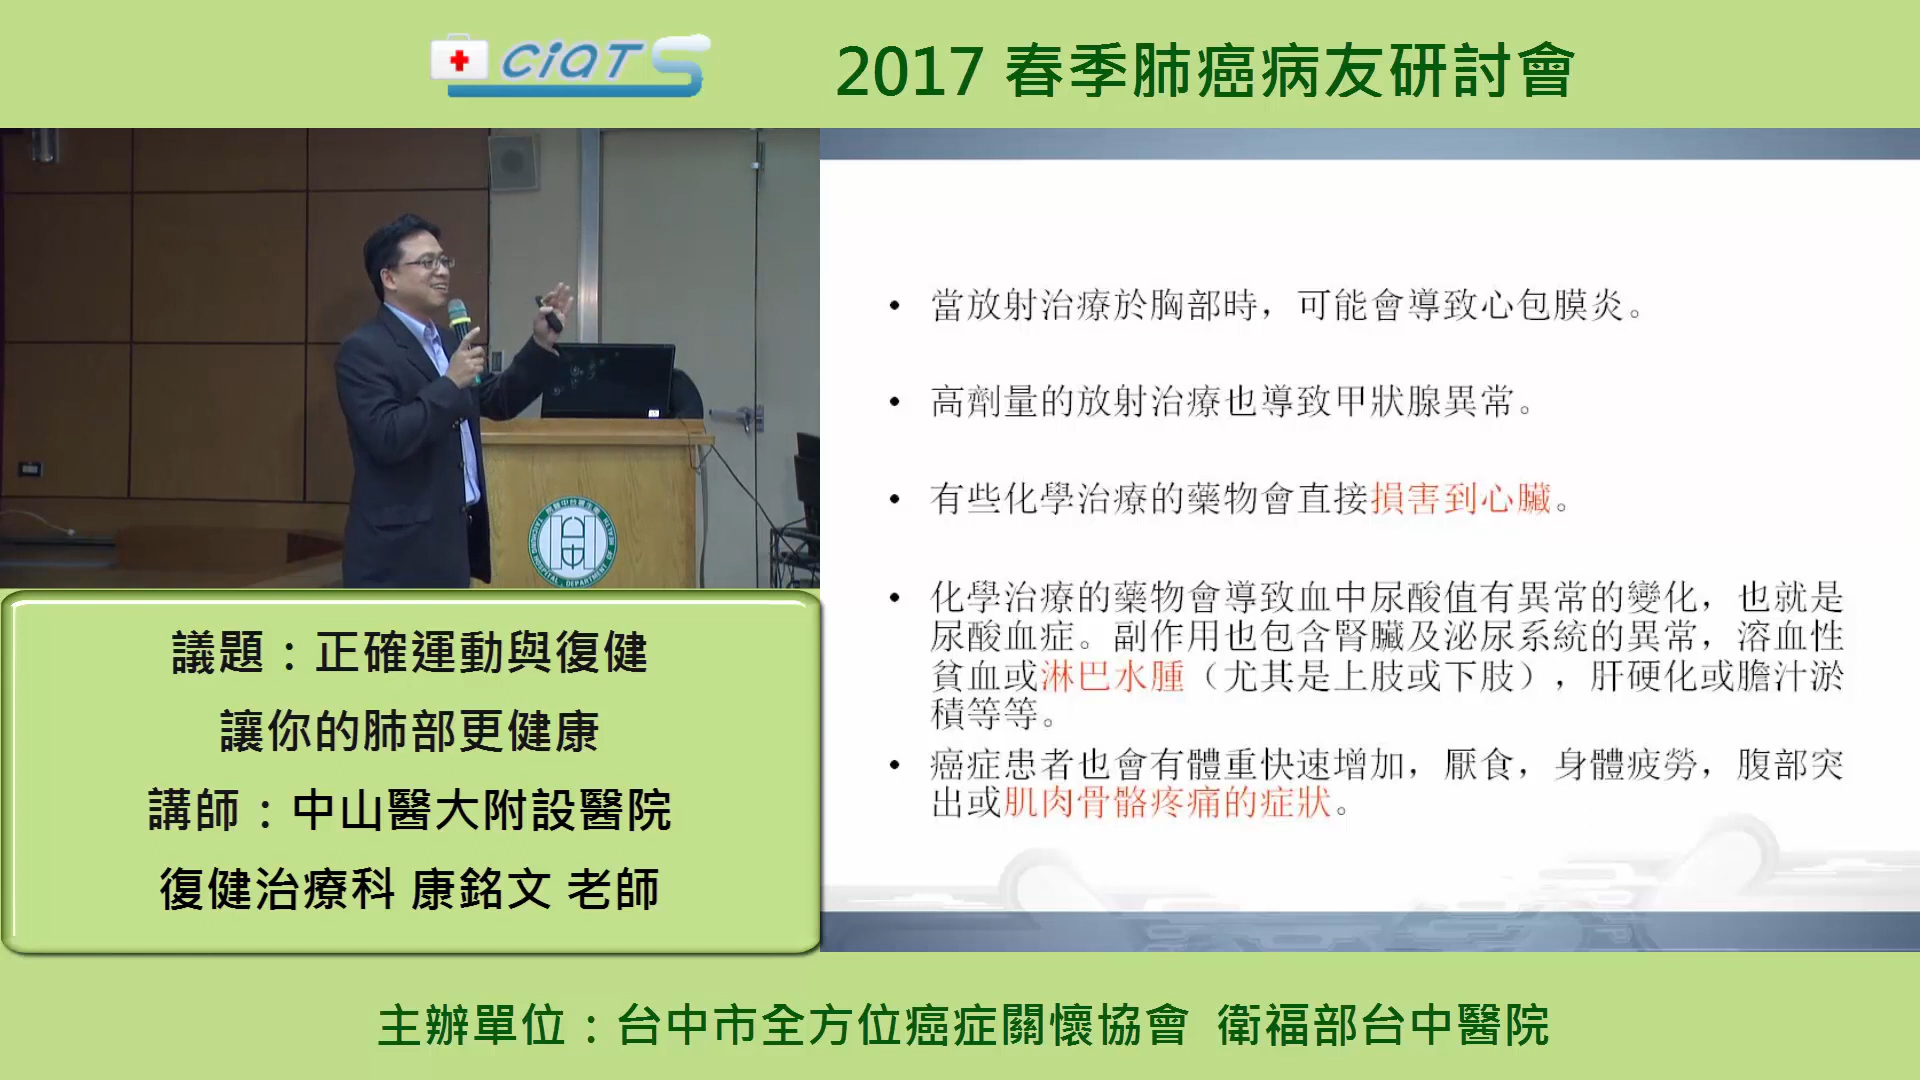 CiaTS
2017 春季肺癌病友研討會
當放射治療於胸部時，可能會導致心包膜炎。
高劑量的放射治療也導致甲狀腺異常。
有些化學治療的藥物會直接損害到心臟。
化學治療的藥物會導致血中尿酸值有異常的變化，也就是
尿酸血症。副作用也包含腎臟及泌尿系統的異常，溶血性
貧血或淋巴水腫（尤其是上肢或下肢），肝硬化或膽汁淤
積等等。
癌症患者也會有體重快速增加，厭食，身體疲勞，腹部突
出或肌肉骨骼疼痛的症狀。
議題：正確運動與復健
讓你的肺部更健康
講師：中山醫大附設醫院
復健治療科 康銘文 老師
主辦單位：台中市全方位癌症關懷協會 衛福部台中醫院